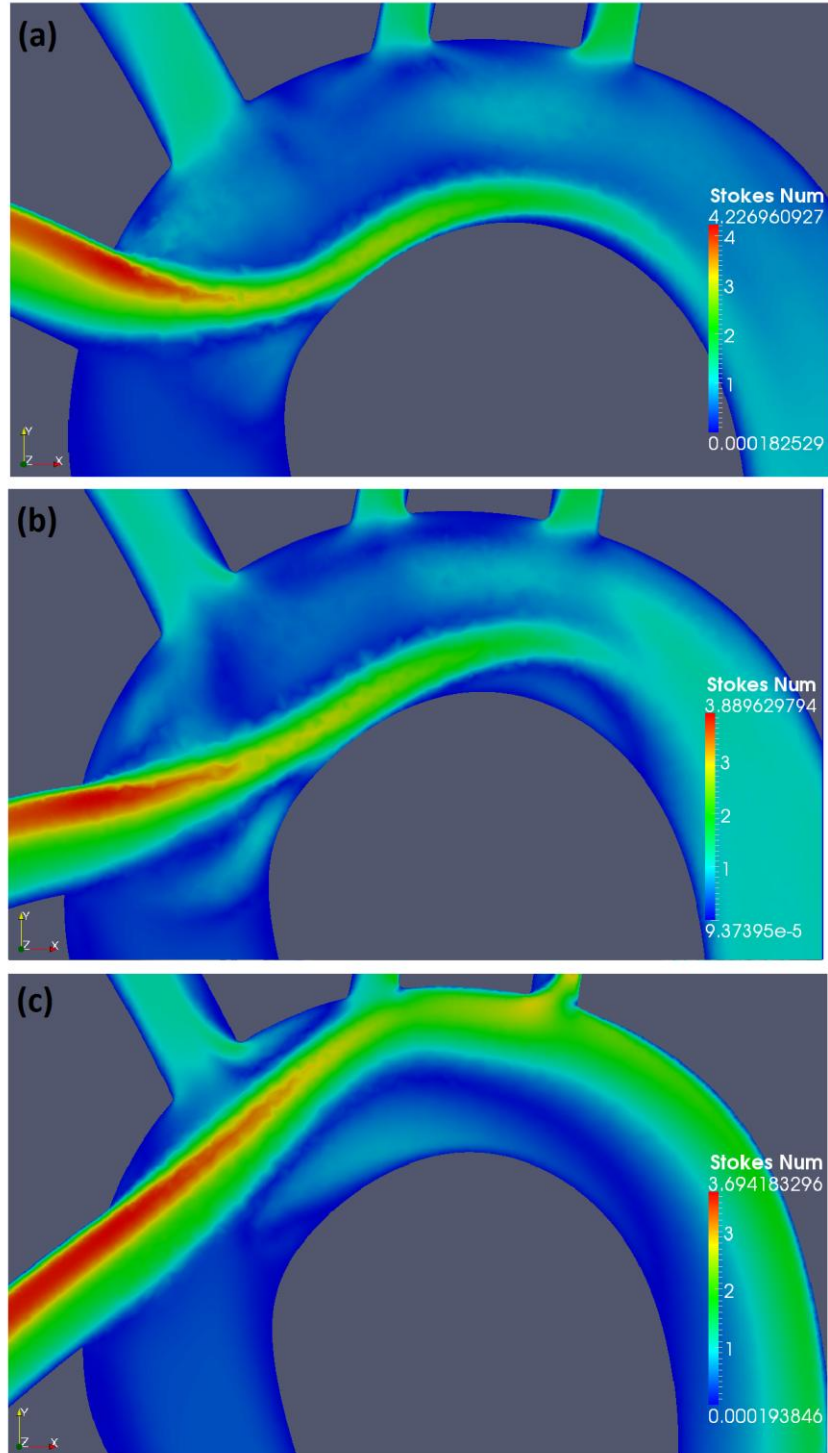 (a)
Stokes Num
4.226960927
4
3
2
1
0.000182529
Y
Z X
(b)
Stokes Num
3.889629794
3
2
1
9.37395e-5
Y
Z X
(c)
Stokes Num
3.694183296
3
2
1
0.000193846
Y
Z X